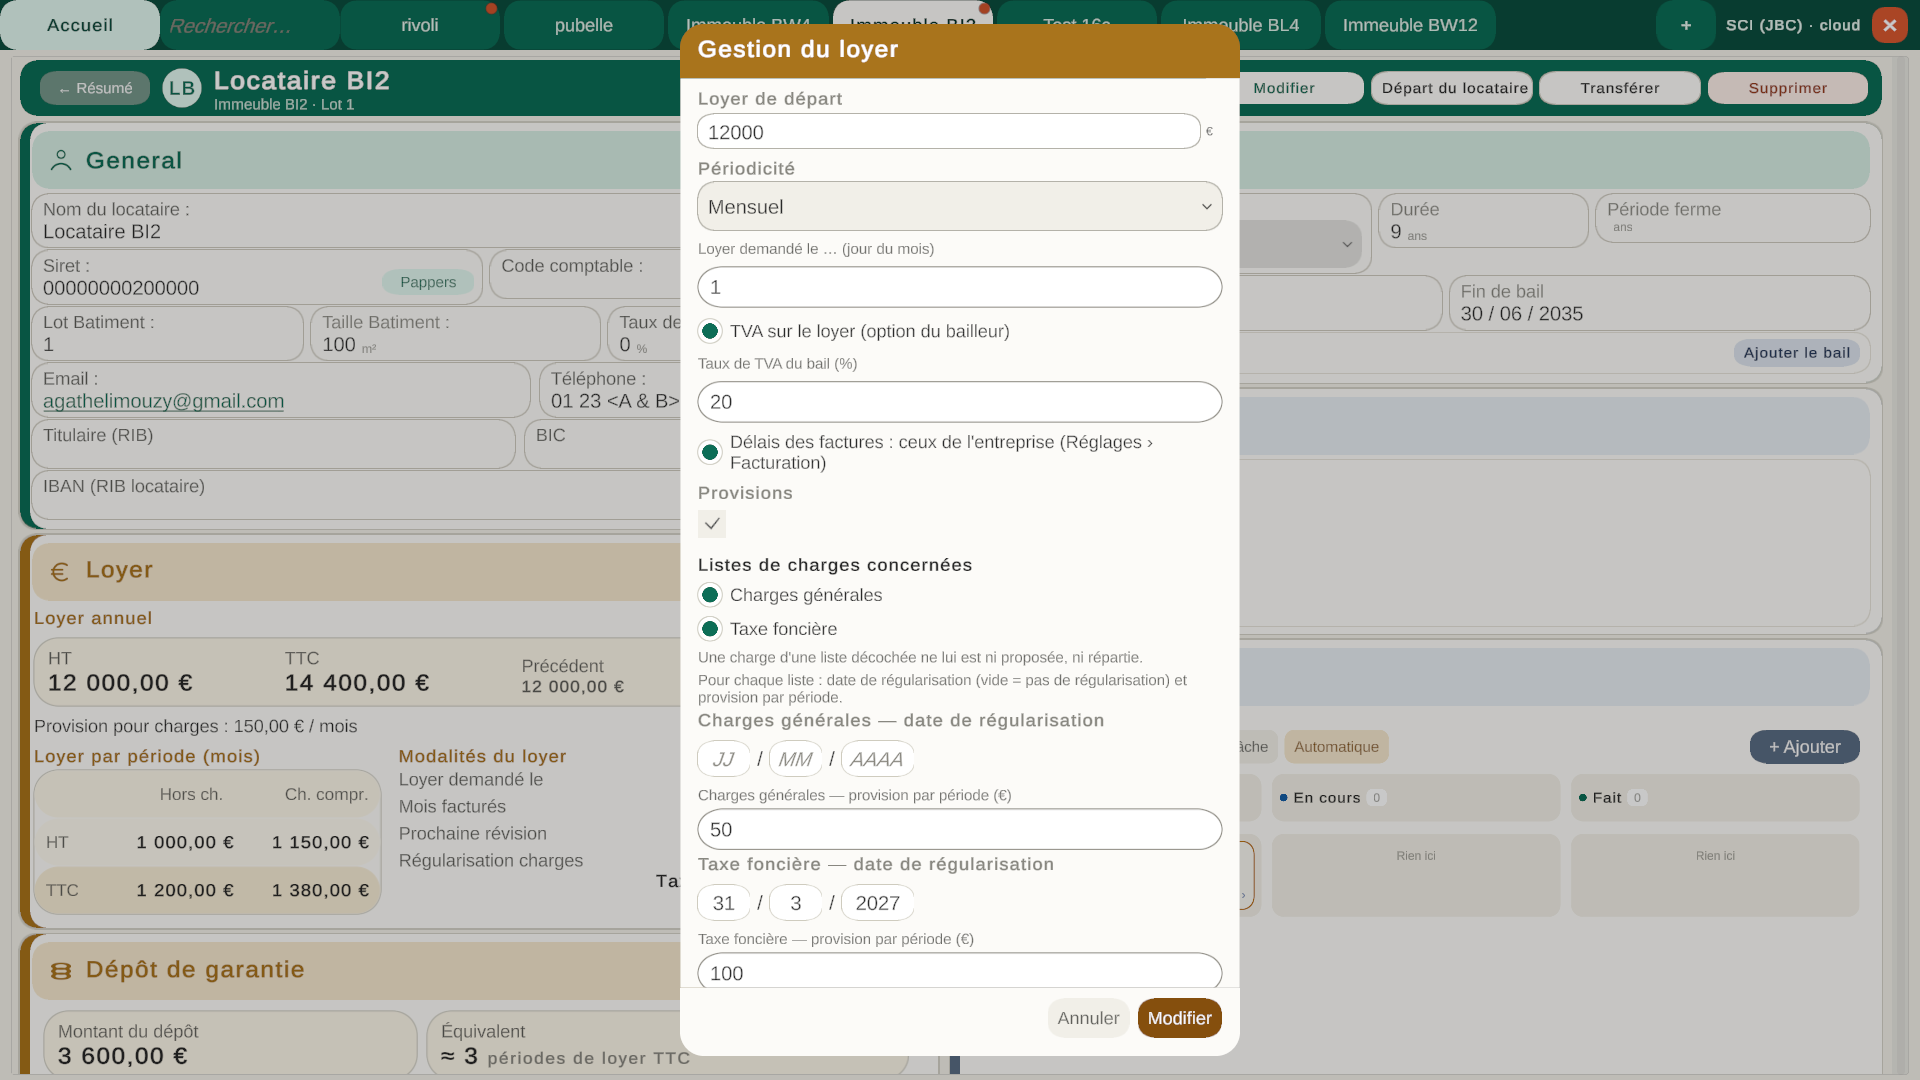 Accueil
Rechercher…
rivoli
pubelle
Immeuble BW4
Immeuble BI2
Test 16c
Immeuble BL4
Immeuble BW12
+
SCI (JBC) · cloud
×
← Résumé
LB
Locataire BI2
Immeuble BI2 · Lot 1
Modifier
Départ du locataire
Transférer
Supprimer
General
Nom du locataire :
Locataire BI2
Siret :
00000000200000
Pappers
Code comptable :
Lot Batiment :
1
Taille Batiment :
100 m²
Taux de
0 %
Email :
agathelimouzy@gmail.com
Téléphone :
01 23 <A & B>
Titulaire (RIB)
BIC
IBAN (RIB locataire)
Durée
9 ans
Période ferme
ans
Fin de bail
30 / 06 / 2035
Ajouter le bail
€ Loyer
Loyer annuel
HT
12 000,00 €
TTC
14 400,00 €
Précédent
12 000,00 €
Provision pour charges : 150,00 € / mois
Loyer par période (mois)
Hors ch.
Ch. compr.
HT
1 000,00 €
1 150,00 €
TTC
1 200,00 €
1 380,00 €
Modalités du loyer
Loyer demandé le
Mois facturés
Prochaine révision
Régularisation charges
Dépôt de garantie
Montant du dépôt
3 600,00 €
Équivalent
≈ 3 périodes de loyer TTC
Gestion du loyer
Loyer de départ
12000
€
Périodicité
Mensuel
Loyer demandé le … (jour du mois)
1
TVA sur le loyer (option du bailleur)
Taux de TVA du bail (%)
20
Délais des factures : ceux de l'entreprise (Réglages ›
Facturation)
Provisions
Listes de charges concernées
Charges générales
Taxe foncière
Une charge d'une liste décochée ne lui est ni proposée, ni répartie.
Pour chaque liste : date de régularisation (vide = pas de régularisation) et
provision par période.
Charges générales — date de régularisation
JJ / MM / AAAA
Charges générales — provision par période (€)
50
Taxe foncière — date de régularisation
31 / 3 / 2027
Taxe foncière — provision par période (€)
100
Annuler
Modifier
Automatique
+ Ajouter
En cours 0
Fait 0
Rien ici
Rien ici